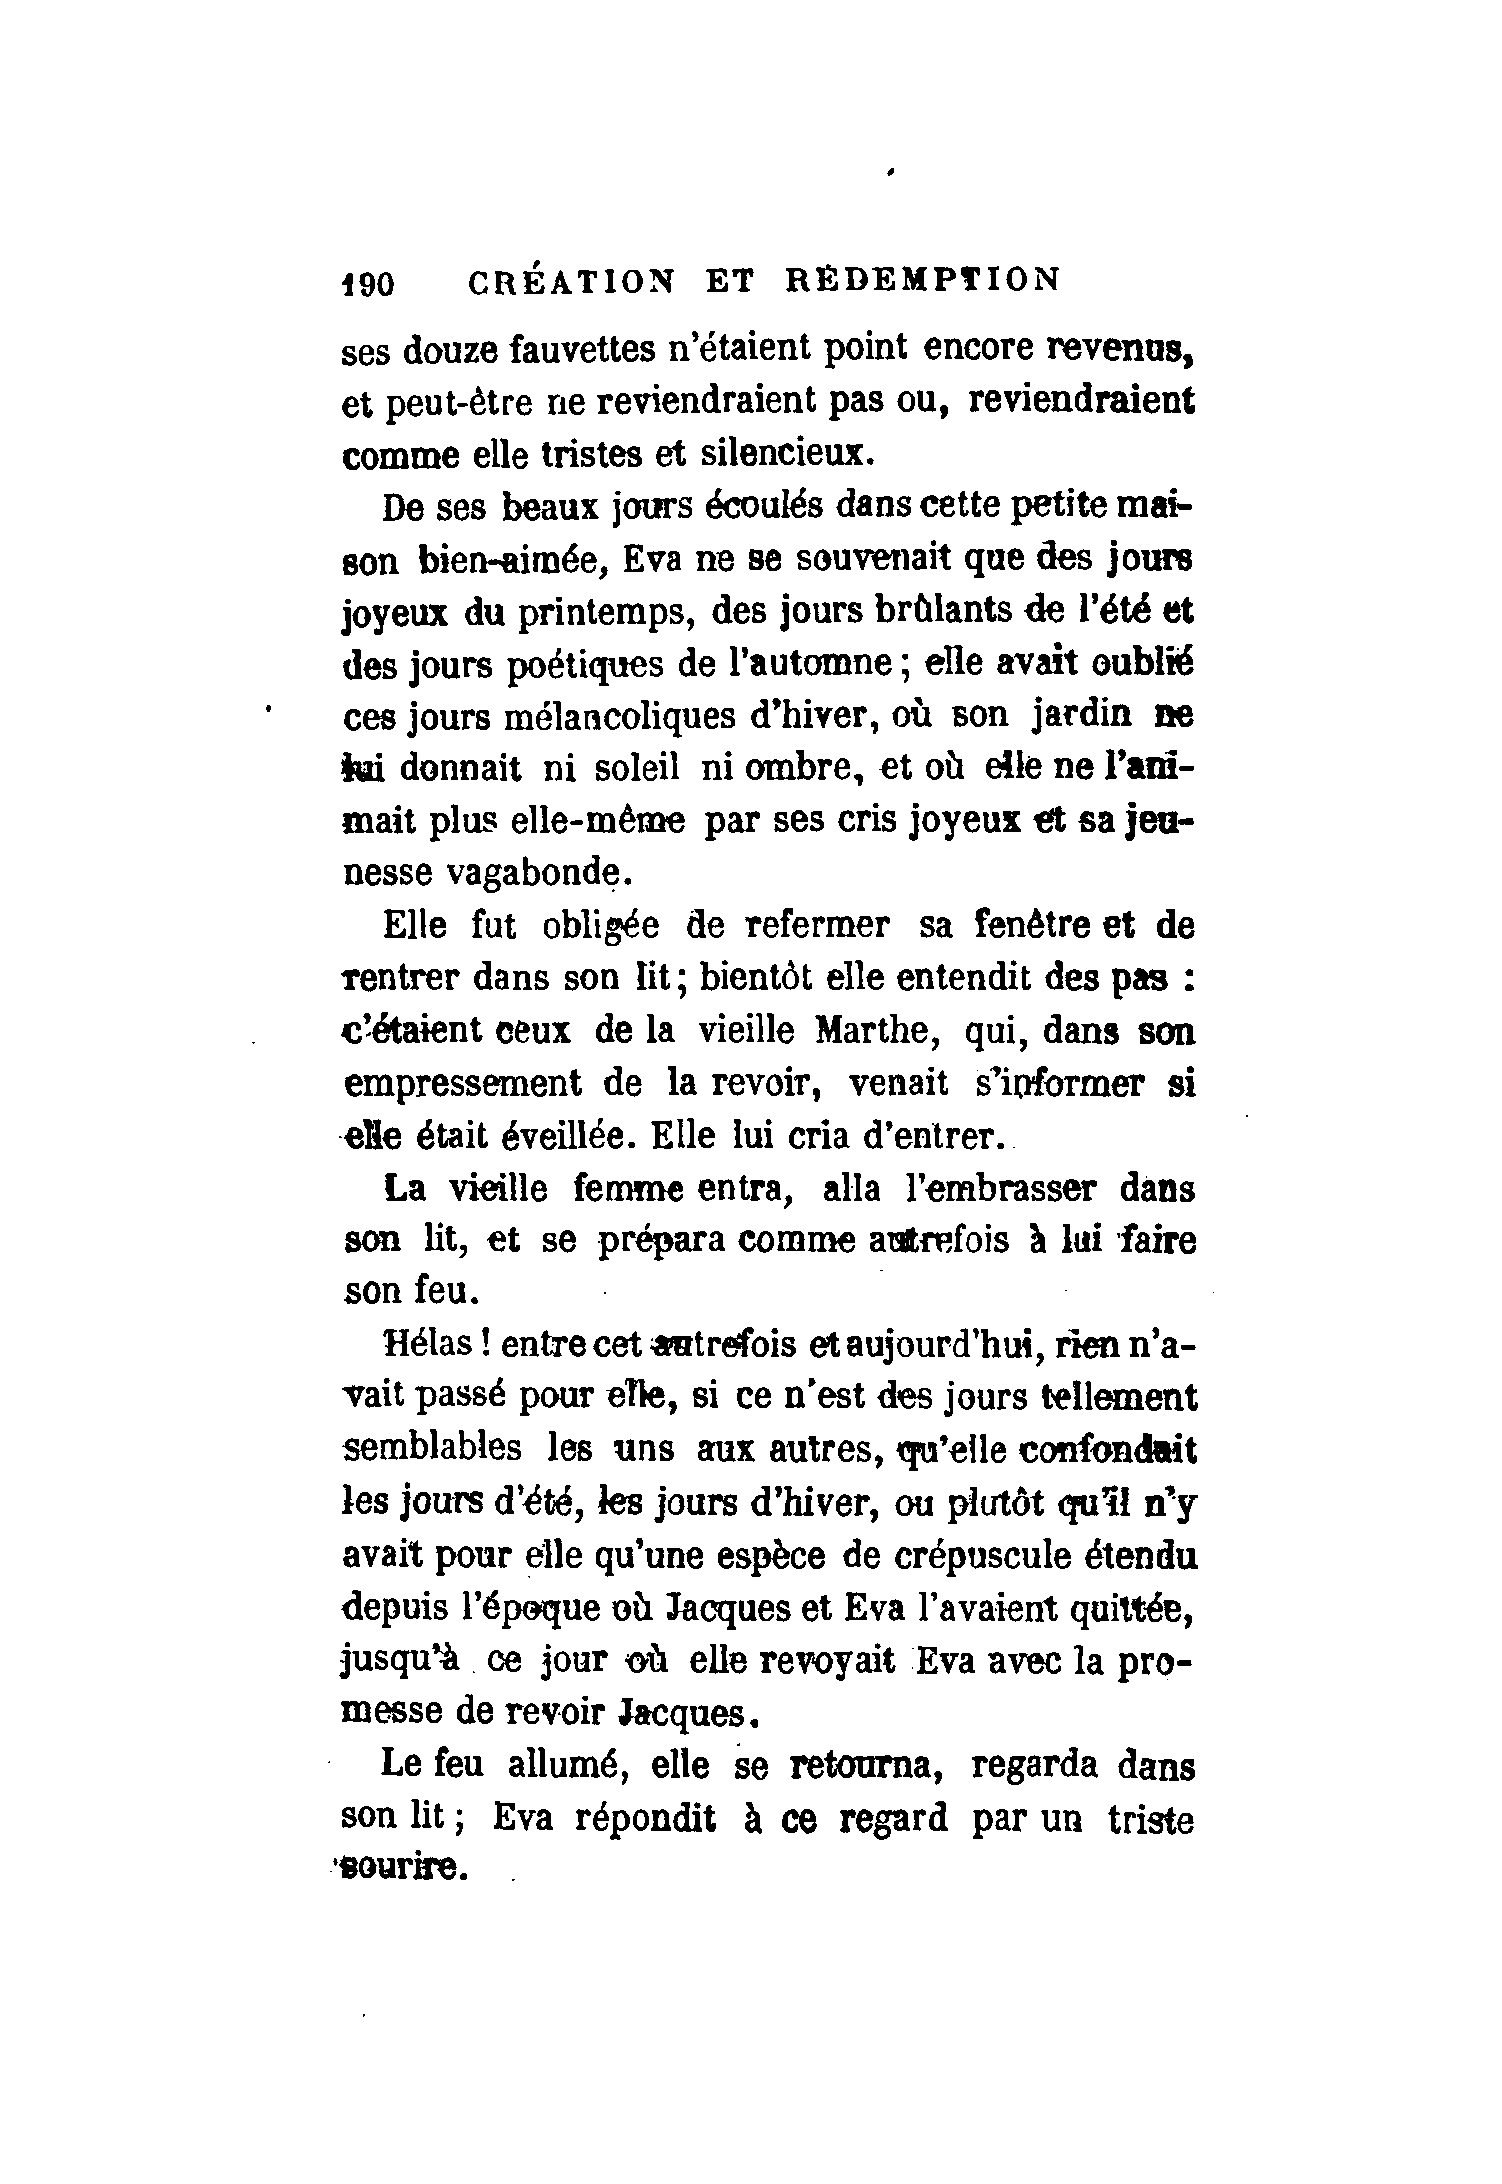 190 CRÉATION ET RÉDEMPTION
ses douze fauvettes n'étaient point encore revenus,
et peut-être ne reviendraient pas ou, reviendraient
comme elle tristes et silencieux.
De ses beaux jours écoulés dans cette petite mai-
son bien-aimée, Eva ne se souvenait que des jours
joyeux du printemps, des jours brûlants de l'été et
des jours poétiques de l'automne ; elle avait oublié
ces jours mélancoliques d'hiver, où son jardin ne
lui donnait ni soleil ni ombre, et où elle ne l'ani-
mait plus elle-même par ses cris joyeux et sa jeu-
nesse vagabonde.
Elle fut obligée de refermer sa fenêtre et de
rentrer dans son lit ; bientôt elle entendit des pas :
c'étaient ceux de la vieille Marthe, qui, dans son
empressement de la revoir, venait s'informer si
elle était éveillée. Elle lui cria d'entrer.
La vieille femme entra, alla l'embrasser dans
son lit, et se prépara comme autrefois à lui faire
son feu.
Hélas ! entre cet autrefois et aujourd'hui, rien n'a-
vait passé pour elle, si ce n'est des jours tellement
semblables les uns aux autres, qu'elle confondait
les jours d'été, les jours d'hiver, ou plutôt qu'il n'y
avait pour elle qu'une espèce de crépuscule étendu
depuis l'époque où Jacques et Eva l'avaient quittée,
jusqu'à ce jour où elle revoyait Eva avec la pro-
messe de revoir Jacques.
Le feu allumé, elle se retourna, regarda dans
son lit ; Eva répondit à ce regard par un triste
sourire.